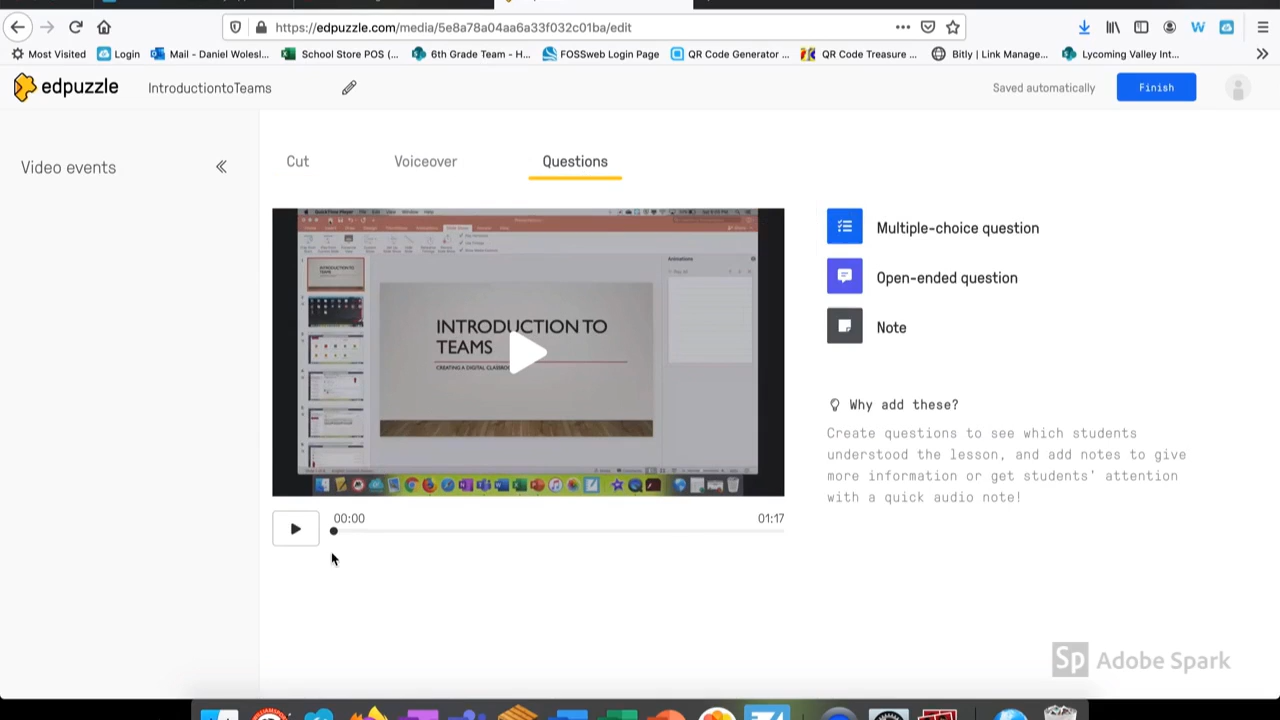 https://edpuzzle.com/media/5e8a78a04aa6a33f032c01ba/edit
Most Visited Login Mail - Daniel Wolesl... School Store POS (... 6th Grade Team - H... FOSSweb Login Page QR Code Generator ... QR Code Treasure ... Bitly | Link Manage... Lycoming Valley Int...
edpuzzle IntroductiontoTeams Saved automatically Finish
Video events
Cut Voiceover Questions
INTRODUCTION TO
TEAMS
Multiple-choice question
Open-ended question
Note
Why add these?
Create questions to see which students
understood the lesson, and add notes to give
more information or get students' attention
with a quick audio note!
00:00 01:17
Sp Adobe Spark